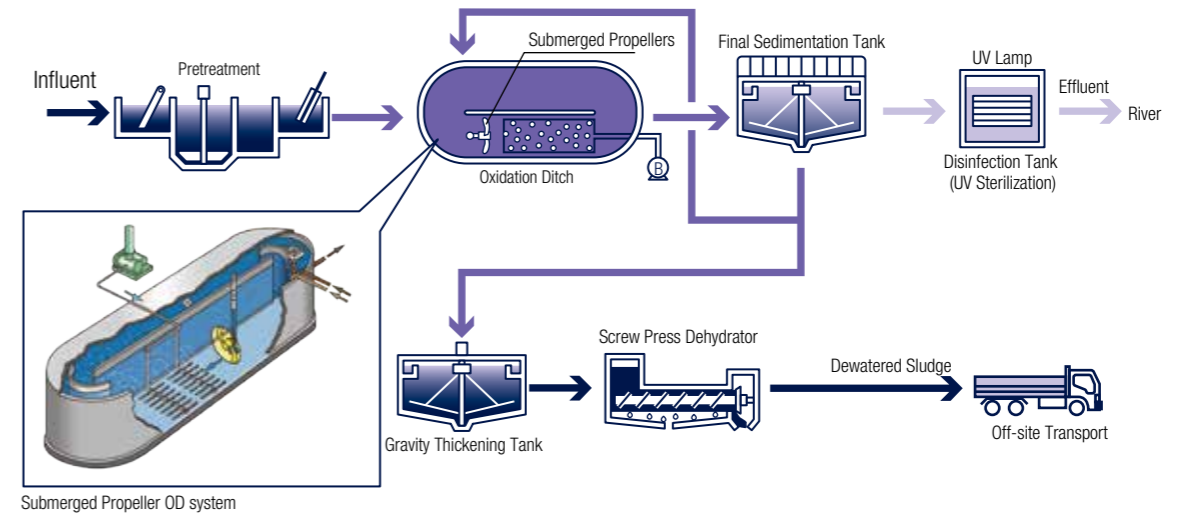 Submerged Propellers
Final Sedimentation Tank
UV Lamp
Influent
Pretreatment
Effluent
River
B
Oxidation Ditch
Disinfection Tank
(UV Sterilization)
Screw Press Dehydrator
Dewatered Sludge
Gravity Thickening Tank
Off-site Transport
Submerged Propeller OD system